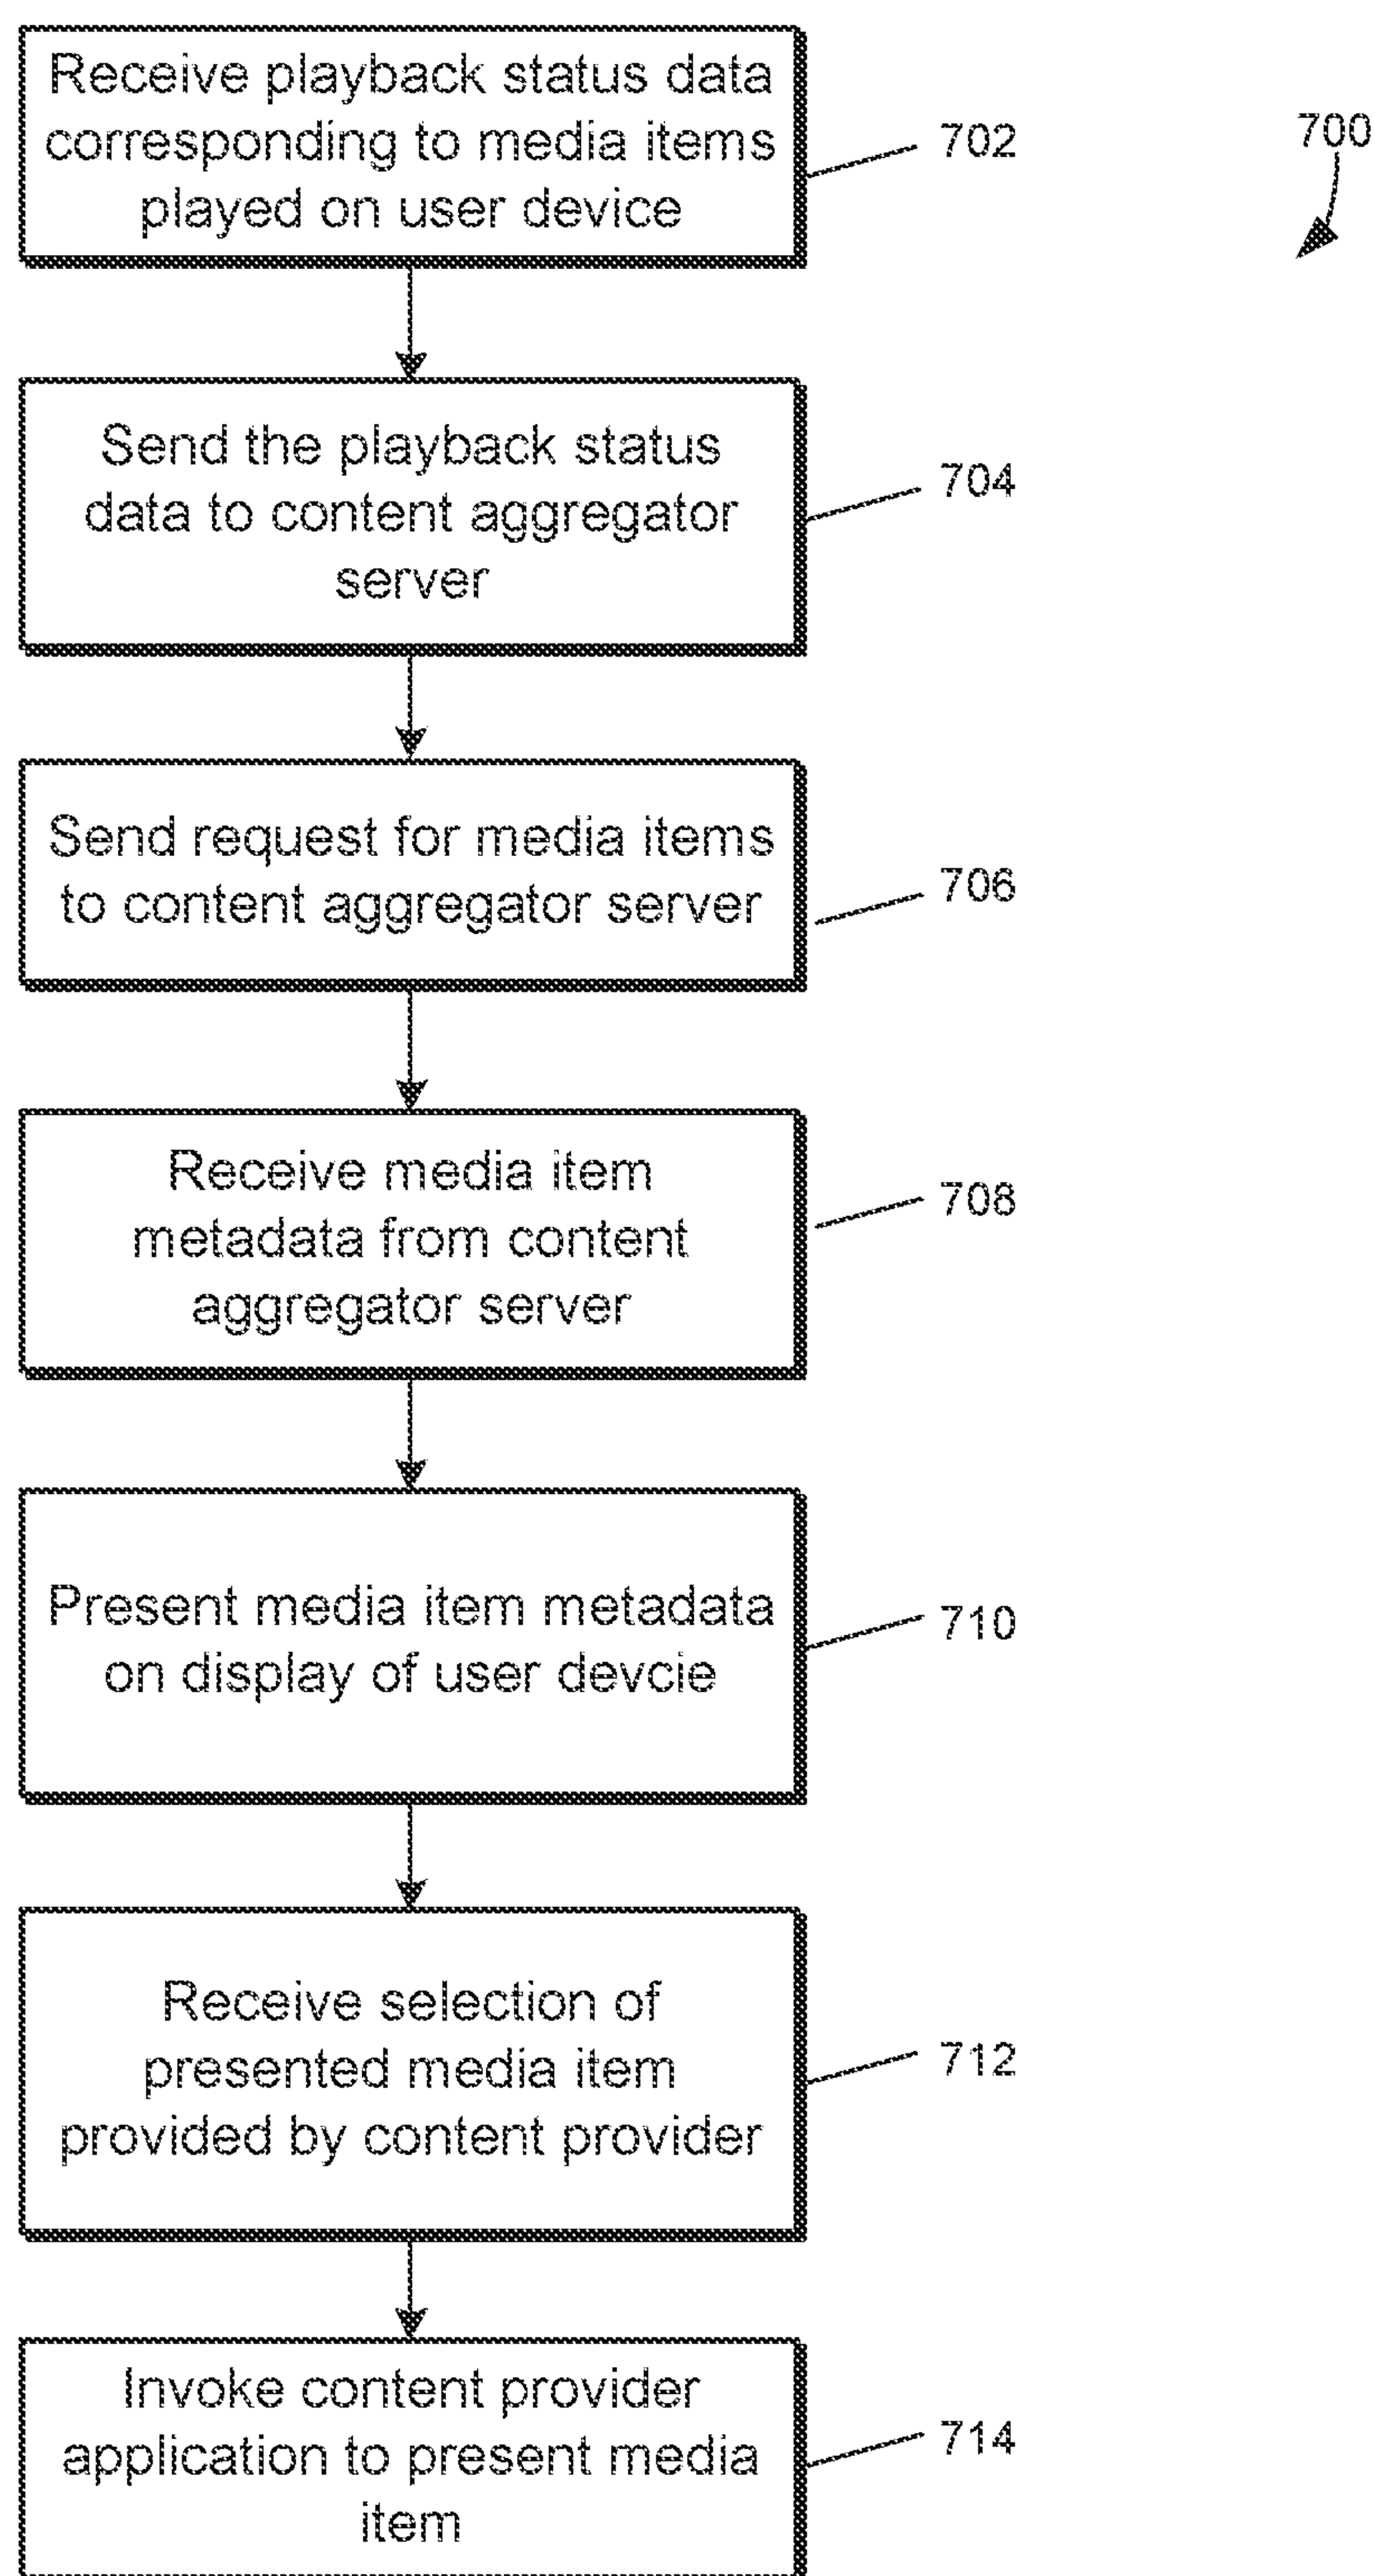 Receive playback status data
corresponding to media items
played on user device
702
700
Send the playback status
data to content aggregator
server
704
Send request for media items
to content aggregator server
706
Receive media item
metadata from content
aggregator server
708
Present media item metadata
on display of user devcie
710
Receive selection of
presented media item
provided by content provider
712
Invoke content provider
application to present media
item
714